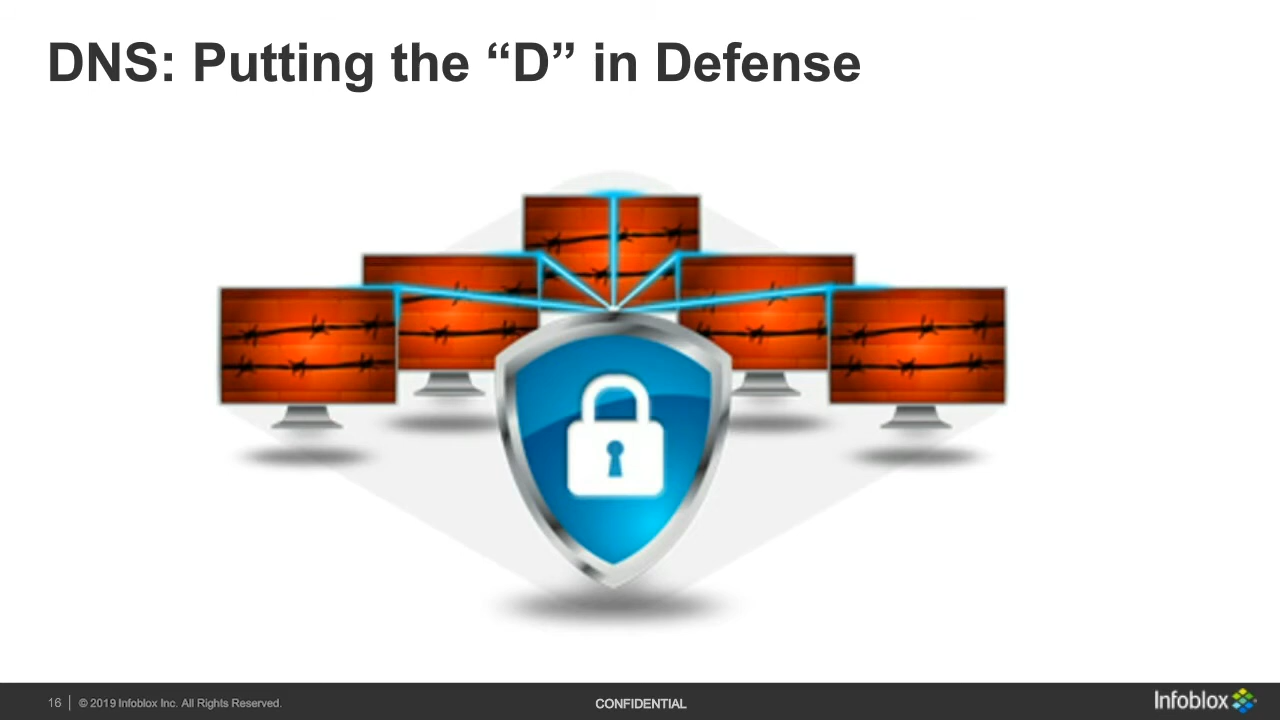 DNS: Putting the “D” in Defense
16 | © 2019 Infoblox Inc. All Rights Reserved.
CONFIDENTIAL
Infoblox